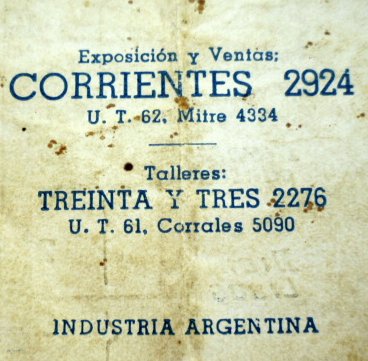 Exposición y Ventas:
CORRIENTES 2924
U. T. 62, Mitre 4334
Talleres:
TREINTA Y TRES 2276
U. T. 61, Corrales 5090
INDUSTRIA ARGENTINA